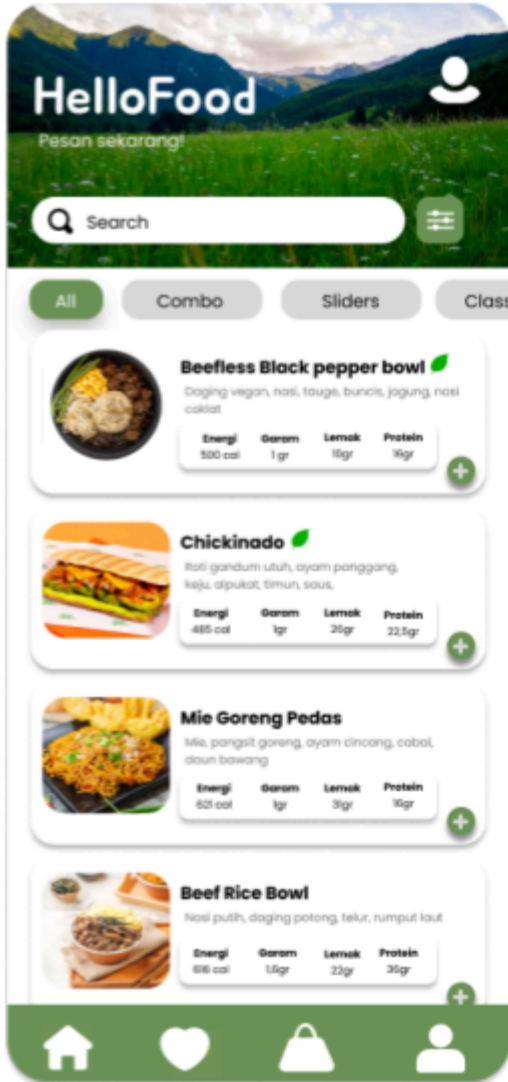 HelloFood
Pesan sekarang!
Search
All Combo Sliders Class
Beefless Black pepper bowl
Daging vegan, nasi, tauge, buncis, jagung, nasi
coklat
Energi Garam Lemak Protein
500 cal 1 gr 10gr 16gr
Chickinado
Roti gandum utuh, ayam panggang,
keju, alpukat, timun, saus,
Energi Garam Lemak Protein
485 cal 1gr 26gr 22,5gr
Mie Goreng Pedas
Mie, pangsit goreng, ayam cincang, cabai,
daun bawang
Energi Garam Lemak Protein
621 cal 1gr 31gr 16gr
Beef Rice Bowl
Nasi putih, daging potong, telur, rumput laut
Energi Garam Lemak Protein
616 cal 1,6gr 22gr 36gr